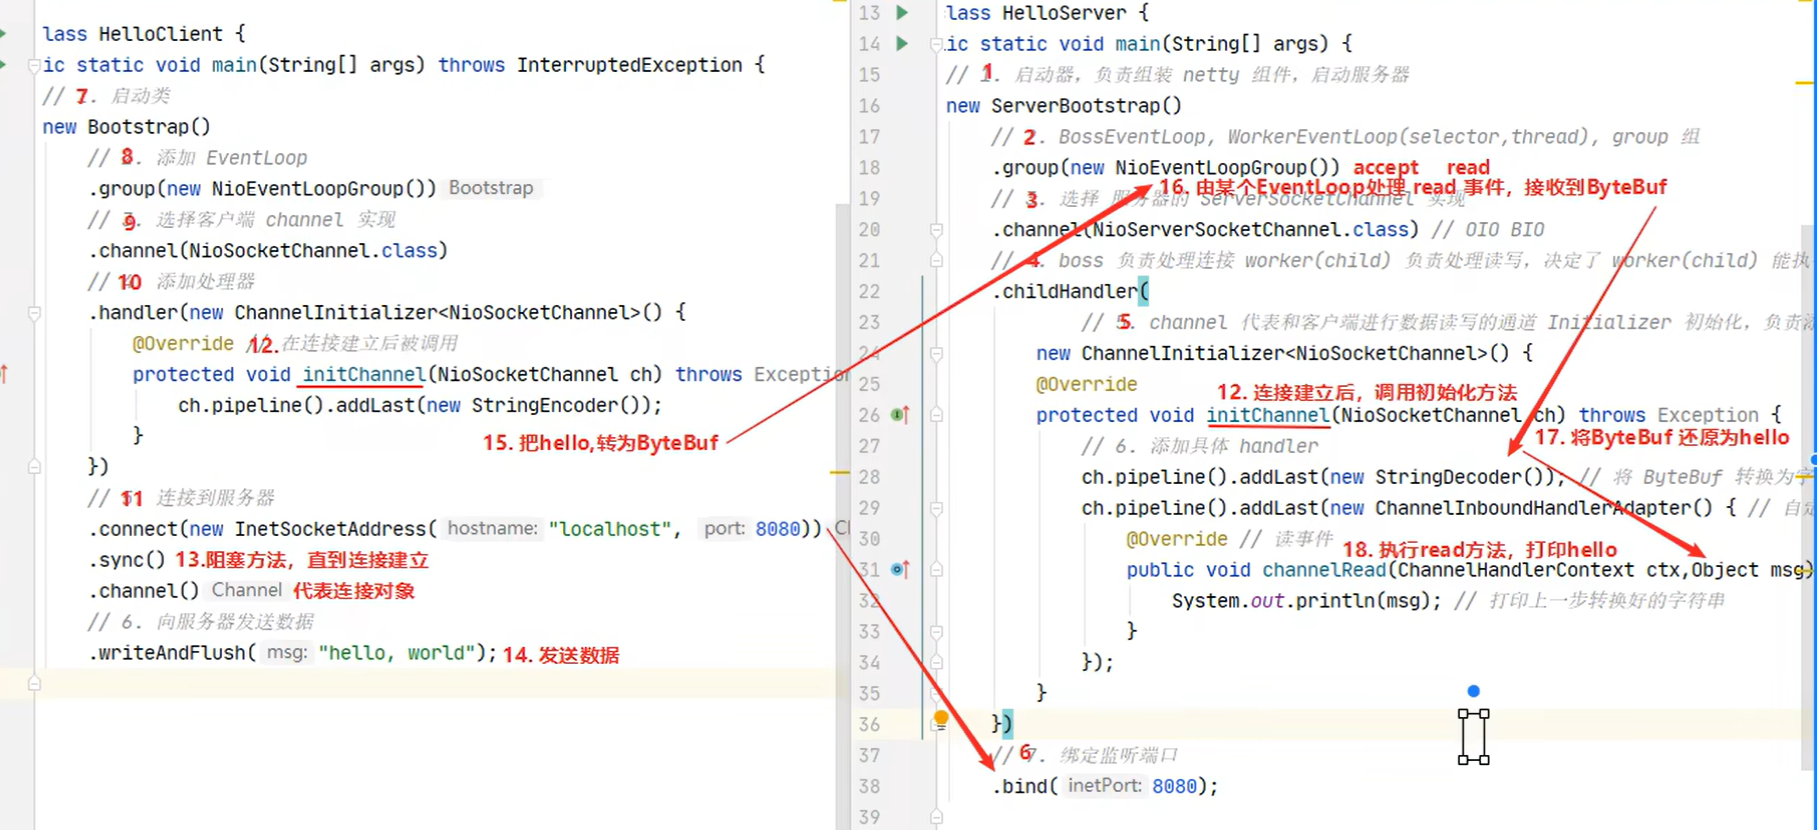 lass HelloClient {
ic static void main(String[] args) throws InterruptedException {
// 7. 启动类
new Bootstrap()
// 8. 添加 EventLoop
.group(new NioEventLoopGroup()) Bootstrap
// 9. 选择客户端 channel 实现
.channel(NioSocketChannel.class)
// 10 添加处理器
.handler(new ChannelInitializer<NioSocketChannel>() {
@Override // 12. 在连接建立后被调用
protected void initChannel(NioSocketChannel ch) throws Exception
ch.pipeline().addLast(new StringEncoder());
}
15. 把hello,转为ByteBuf
})
// 11 连接到服务器
.connect(new InetSocketAddress( hostname: "localhost", port: 8080)) C
.sync() 13.阻塞方法，直到连接建立
.channel() Channel 代表连接对象
// 6. 向服务器发送数据
.writeAndFlush( msg: "hello, world"); 14. 发送数据
13 lass HelloServer {
14 ic static void main(String[] args) {
15 // 1. 启动器，负责组装 netty 组件，启动服务器
16 new ServerBootstrap()
17 // 2. BossEventLoop, WorkerEventLoop(selector,thread), group 组
18 .group(new NioEventLoopGroup()) accept read
16. 由某个EventLoop处理 read 事件，接收到ByteBuf
19 // 3. 选择 服务器的 ServerSocketChannel 实现
20 .channel(NioServerSocketChannel.class) // OIO BIO
21 // 4. boss 负责处理连接 worker(child) 负责处理读写，决定了 worker(child) 能执
22 .childHandler(
23 // 5. channel 代表和客户端进行数据读写的通道 Initializer 初始化，负责添
24 new ChannelInitializer<NioSocketChannel>() {
25 @Override
12. 连接建立后，调用初始化方法
26 protected void initChannel(NioSocketChannel ch) throws Exception {
27 // 6. 添加具体 handler
17. 将ByteBuf 还原为hello
28 ch.pipeline().addLast(new StringDecoder()); // 将 ByteBuf 转换为字
29 ch.pipeline().addLast(new ChannelInboundHandlerAdapter() { // 自定
30 @Override // 读事件
18. 执行read方法，打印hello
31 public void channelRead(ChannelHandlerContext ctx,Object msg)
32 System.out.println(msg); // 打印上一步转换好的字符串
33 }
34 });
35 }
36 })
37 // 6 7. 绑定监听端口
38 .bind( inetPort: 8080);
39